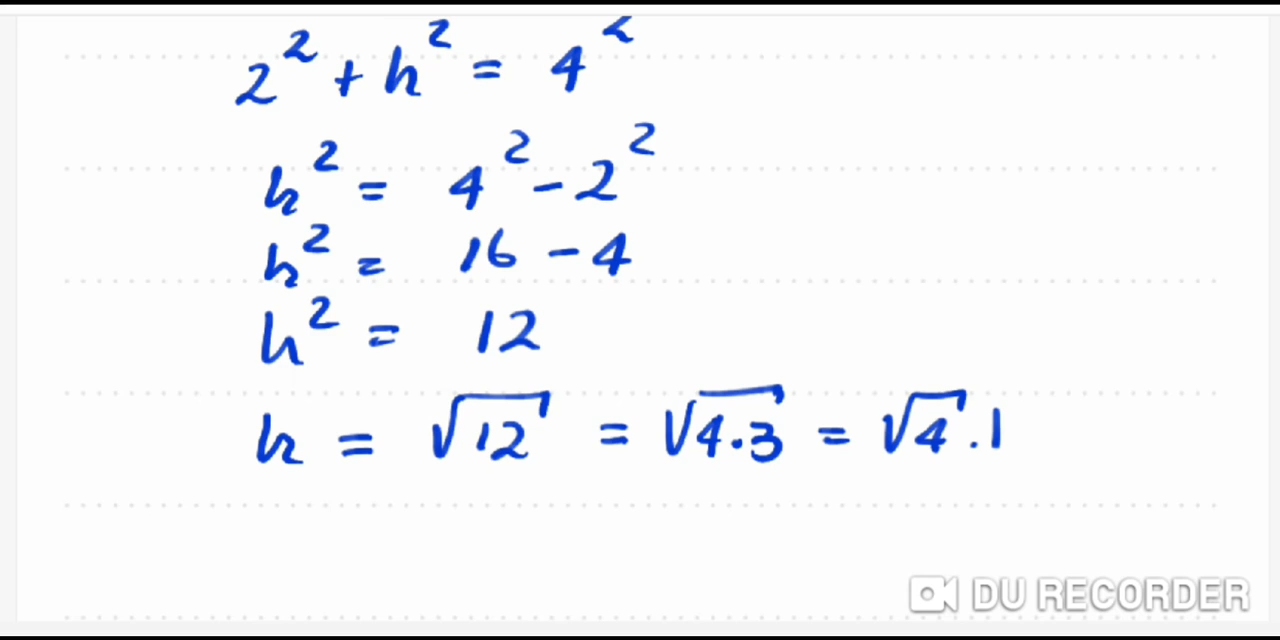 2² + h² = 4²
h² = 4² - 2²
h² = 16 - 4
h² = 12
h = √12 = √4.3 = √4 . 1
DU RECORDER